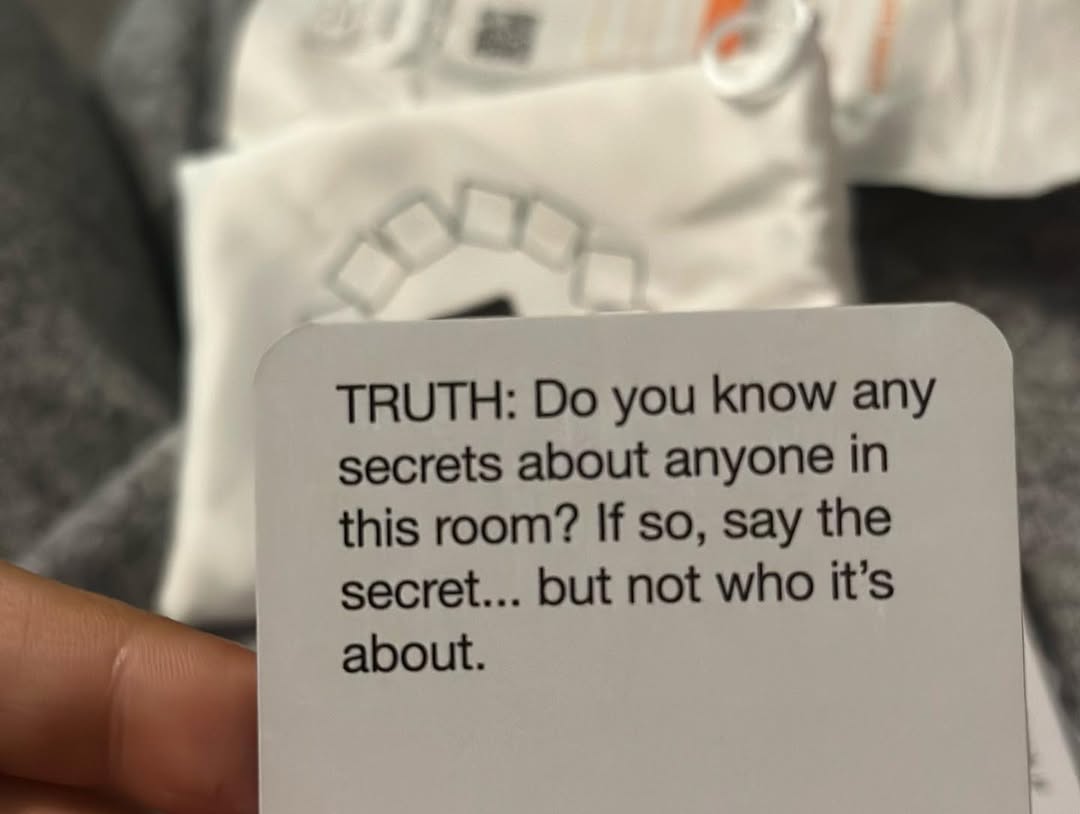 TRUTH: Do you know any
secrets about anyone in
this room? If so, say the
secret... but not who it’s
about.